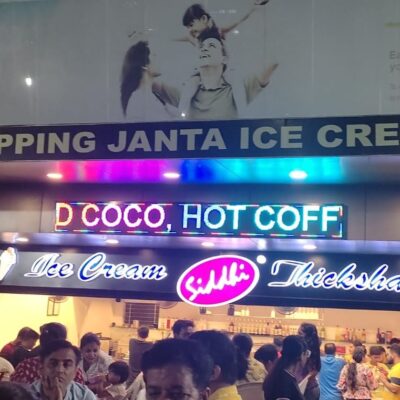 PPING JANTA ICE CRE
D COCO, HOT COFF
Ice Cream Siddhi Thicksha